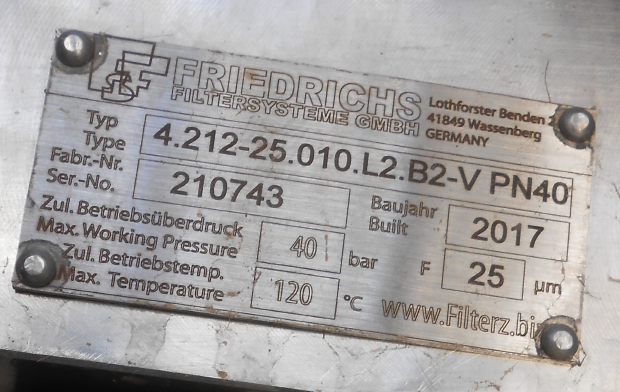 FSF FRIEDRICHS
FILTERSYSTEME GMBH
Lothforster Benden
41849 Wassenberg
GERMANY
Typ
Type
4.212-25.010.L2.B2-V PN40
Fabr.-Nr.
Ser.-No.
210743
Baujahr
Built
2017
Zul. Betriebsüberdruck
Max. Working Pressure
40 bar
F 25 µm
Zul. Betriebstemp.
Max. Temperature
120 °C
www.Filterz.bi